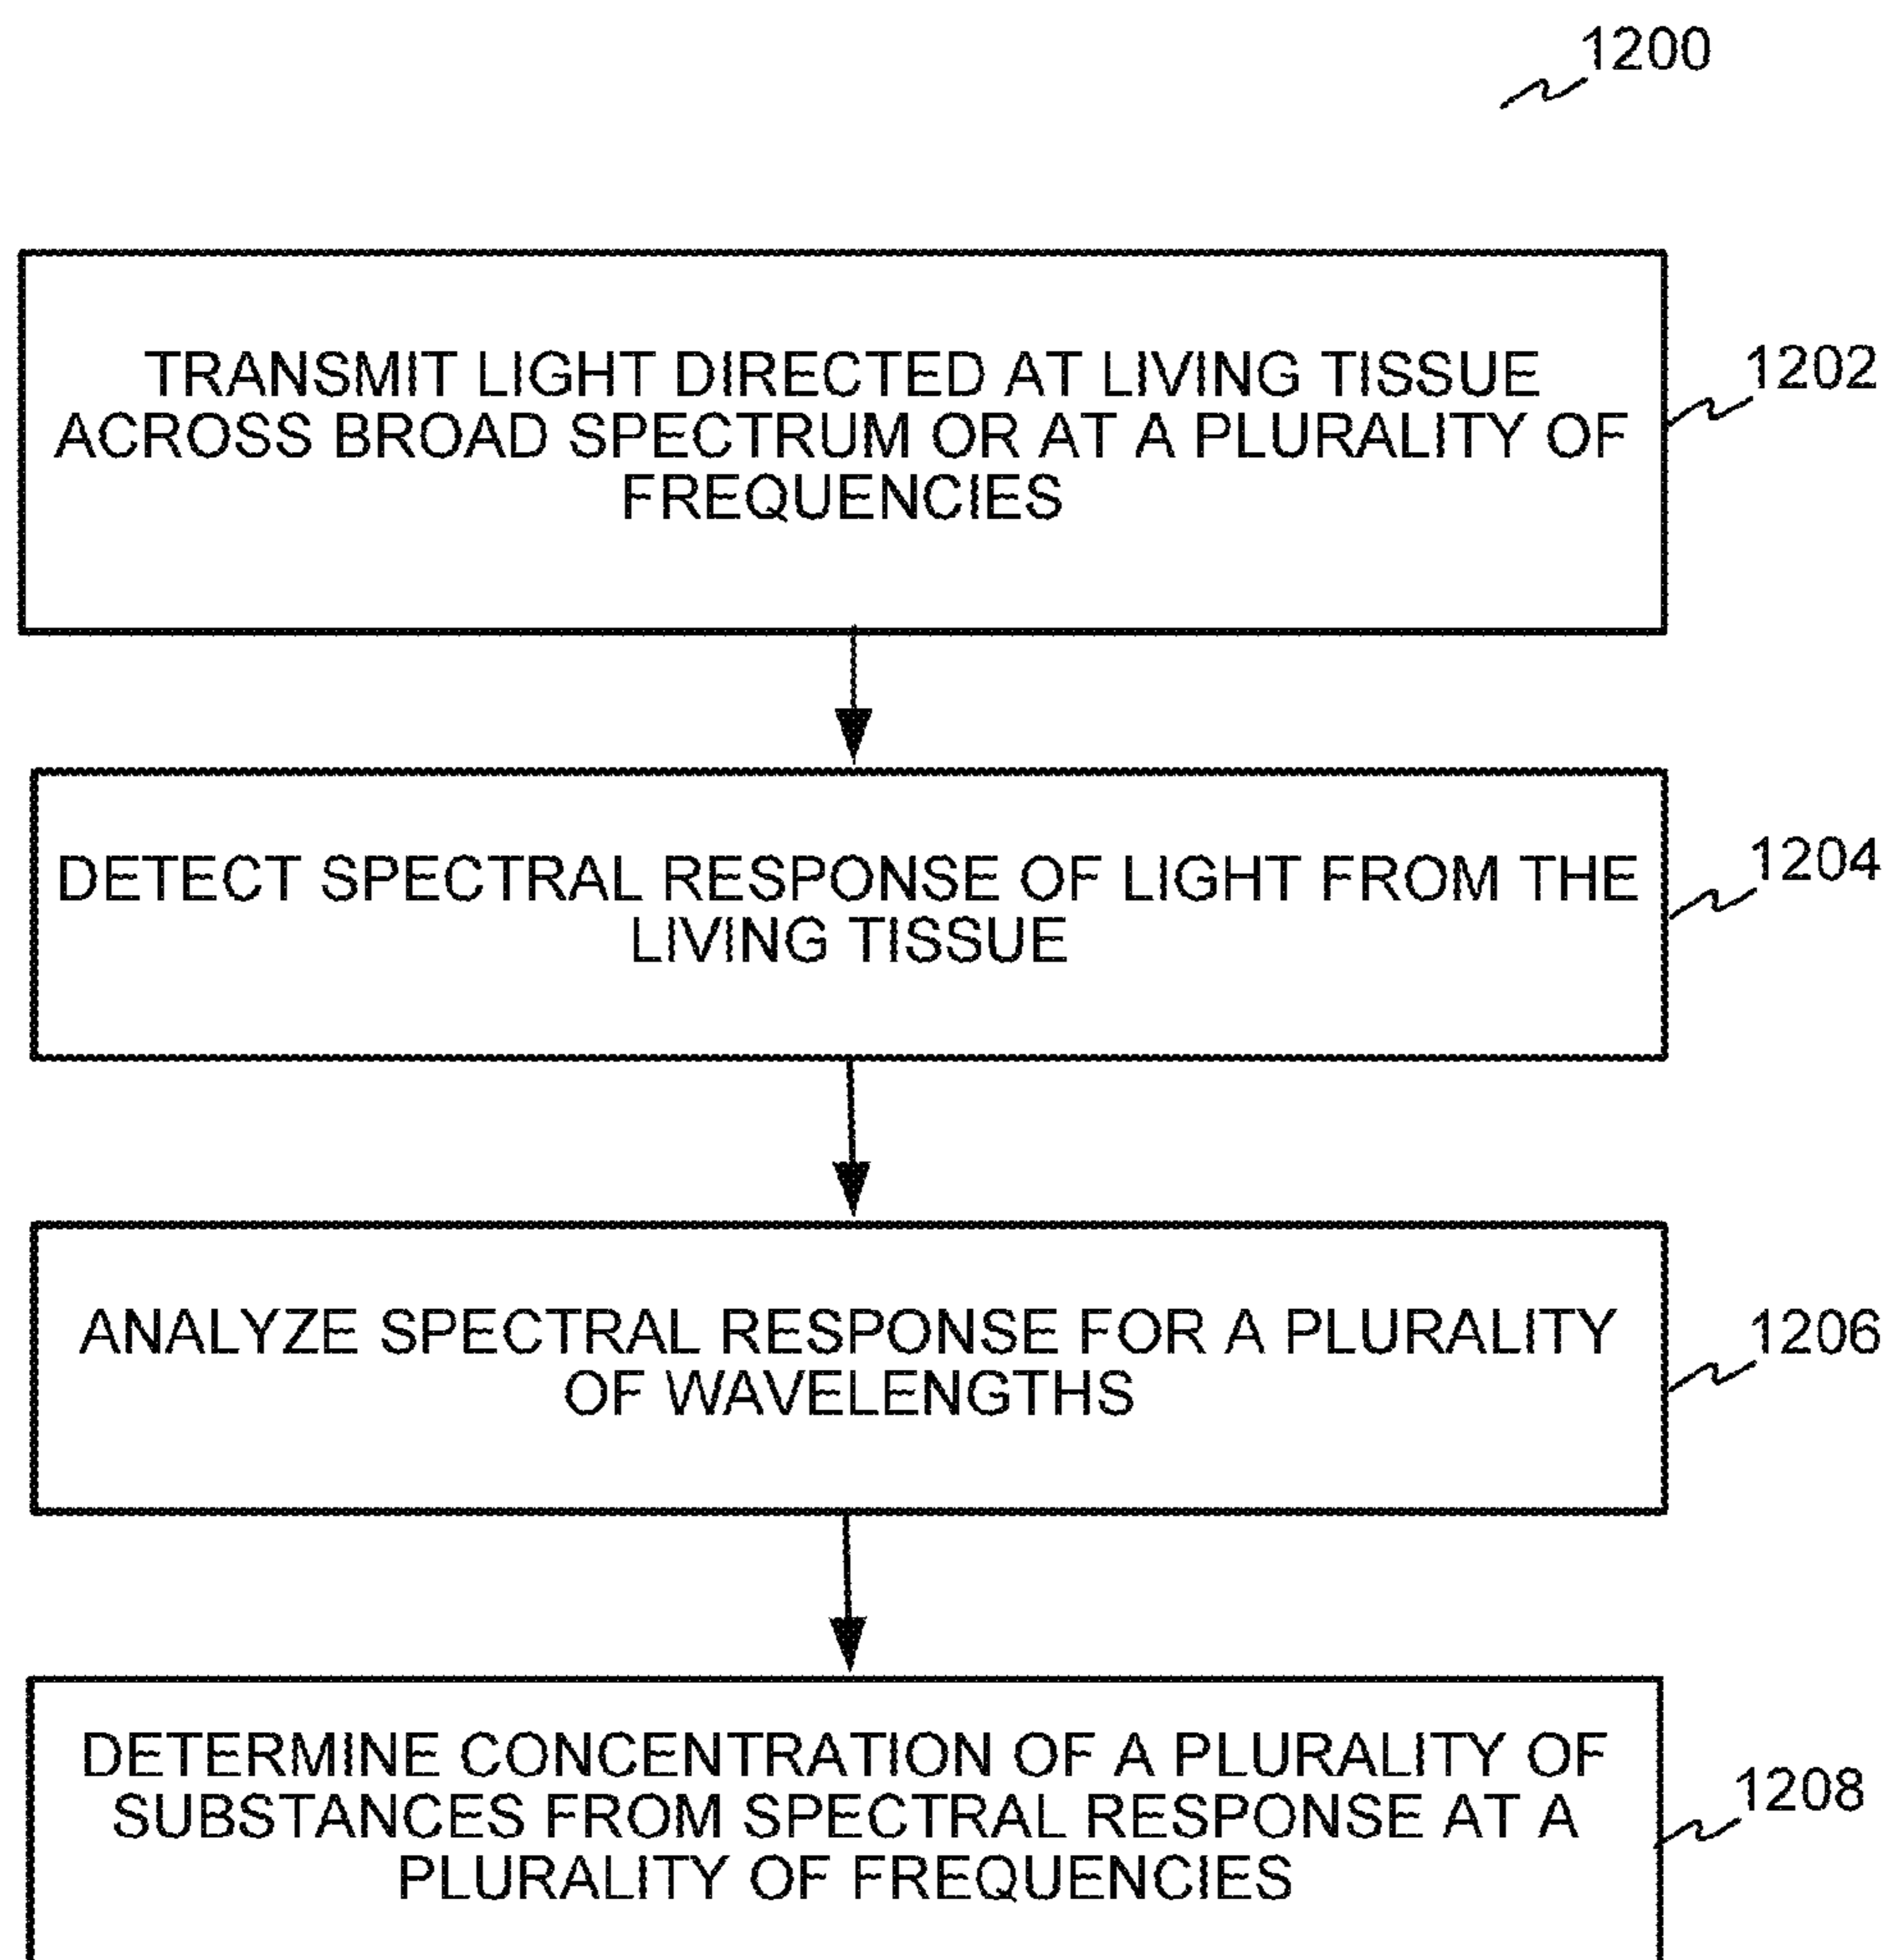 1200
TRANSMIT LIGHT DIRECTED AT LIVING TISSUE
ACROSS BROAD SPECTRUM OR AT A PLURALITY OF
FREQUENCIES
1202
DETECT SPECTRAL RESPONSE OF LIGHT FROM THE
LIVING TISSUE
1204
ANALYZE SPECTRAL RESPONSE FOR A PLURALITY
OF WAVELENGTHS
1206
DETERMINE CONCENTRATION OF A PLURALITY OF
SUBSTANCES FROM SPECTRAL RESPONSE AT A
PLURALITY OF FREQUENCIES
1208